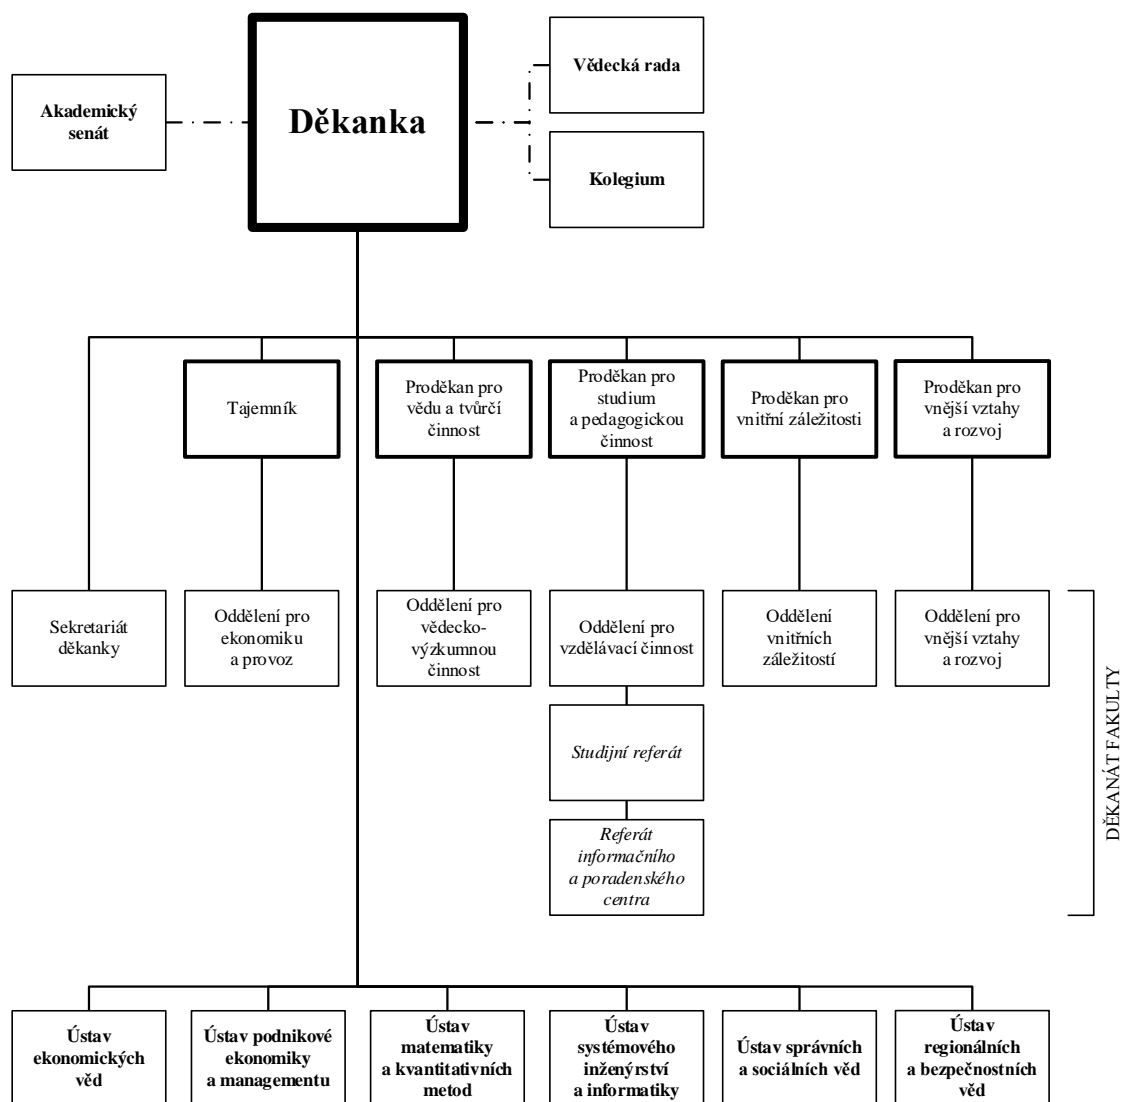 Akademický
senát
Děkanka
Vědecká rada
Kolegium
Tajemník
Proděkan pro
vědu a tvůrčí
činnost
Proděkan pro
studium
a pedagogickou
činnost
Proděkan pro
vnitřní záležitosti
Proděkan pro
vnější vztahy
a rozvoj
Sekretariát
děkanky
Oddělení pro
ekonomiku
a provoz
Oddělení pro
vědecko-
výzkumnou
činnost
Oddělení pro
vzdělávací činnost
Oddělení
vnitřních
záležitostí
Oddělení pro
vnější vztahy
a rozvoj
Studijní referát
Referát
informačního
a poradenského
centra
DĚKANÁT FAKULTY
Ústav
ekonomických
věd
Ústav podnikové
ekonomiky
a managementu
Ústav
matematiky
a kvantitativních
metod
Ústav
systémového
inženýrství
a informatiky
Ústav správních
a sociálních věd
Ústav
regionálních
a bezpečnostních
věd